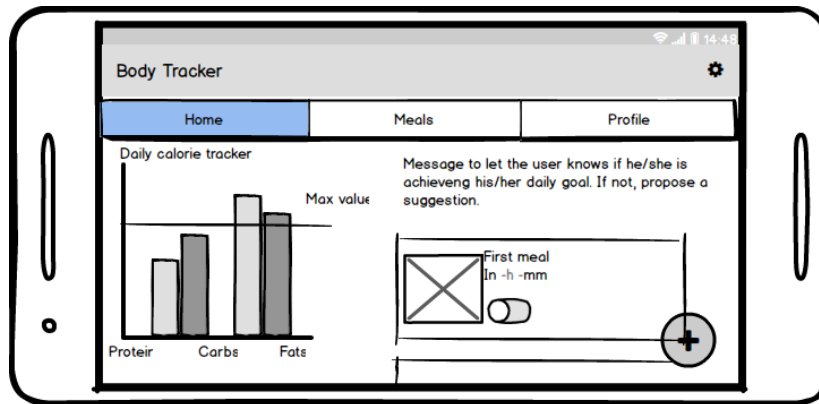 14:48
Body Tracker
Home Meals Profile
Daily calorie tracker
Max value
Protein Carbs Fats
Message to let the user knows if he/she is
achieveng his/her daily goal. If not, propose a
suggestion.
First meal
In -h -mm